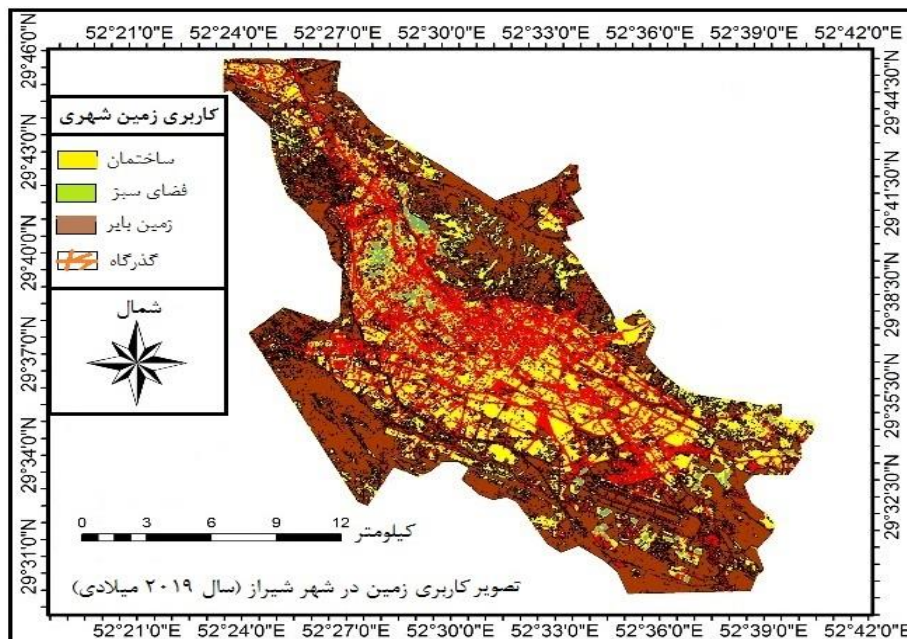 52°21'0"E 52°24'0"E 52°27'0"E 52°30'0"E 52°33'0"E 52°36'0"E 52°39'0"E 52°42'0"E
29°46'0"N
29°43'0"N
29°40'0"N
29°37'0"N
29°34'0"N
29°31'0"N
کاربری زمین شهری
ساختمان
فضای سبز
زمین بایر
گذرگاه
شمال
0 3 6 9 12
کیلومتر
تصویر کاربری زمین در شهر شیراز (سال ۲۰۱۹ میلادی)
29°44'30"N
29°41'30"N
29°38'30"N
29°35'30"N
29°32'30"N
52°21'0"E 52°24'0"E 52°27'0"E 52°30'0"E 52°33'0"E 52°36'0"E 52°39'0"E 52°42'0"E